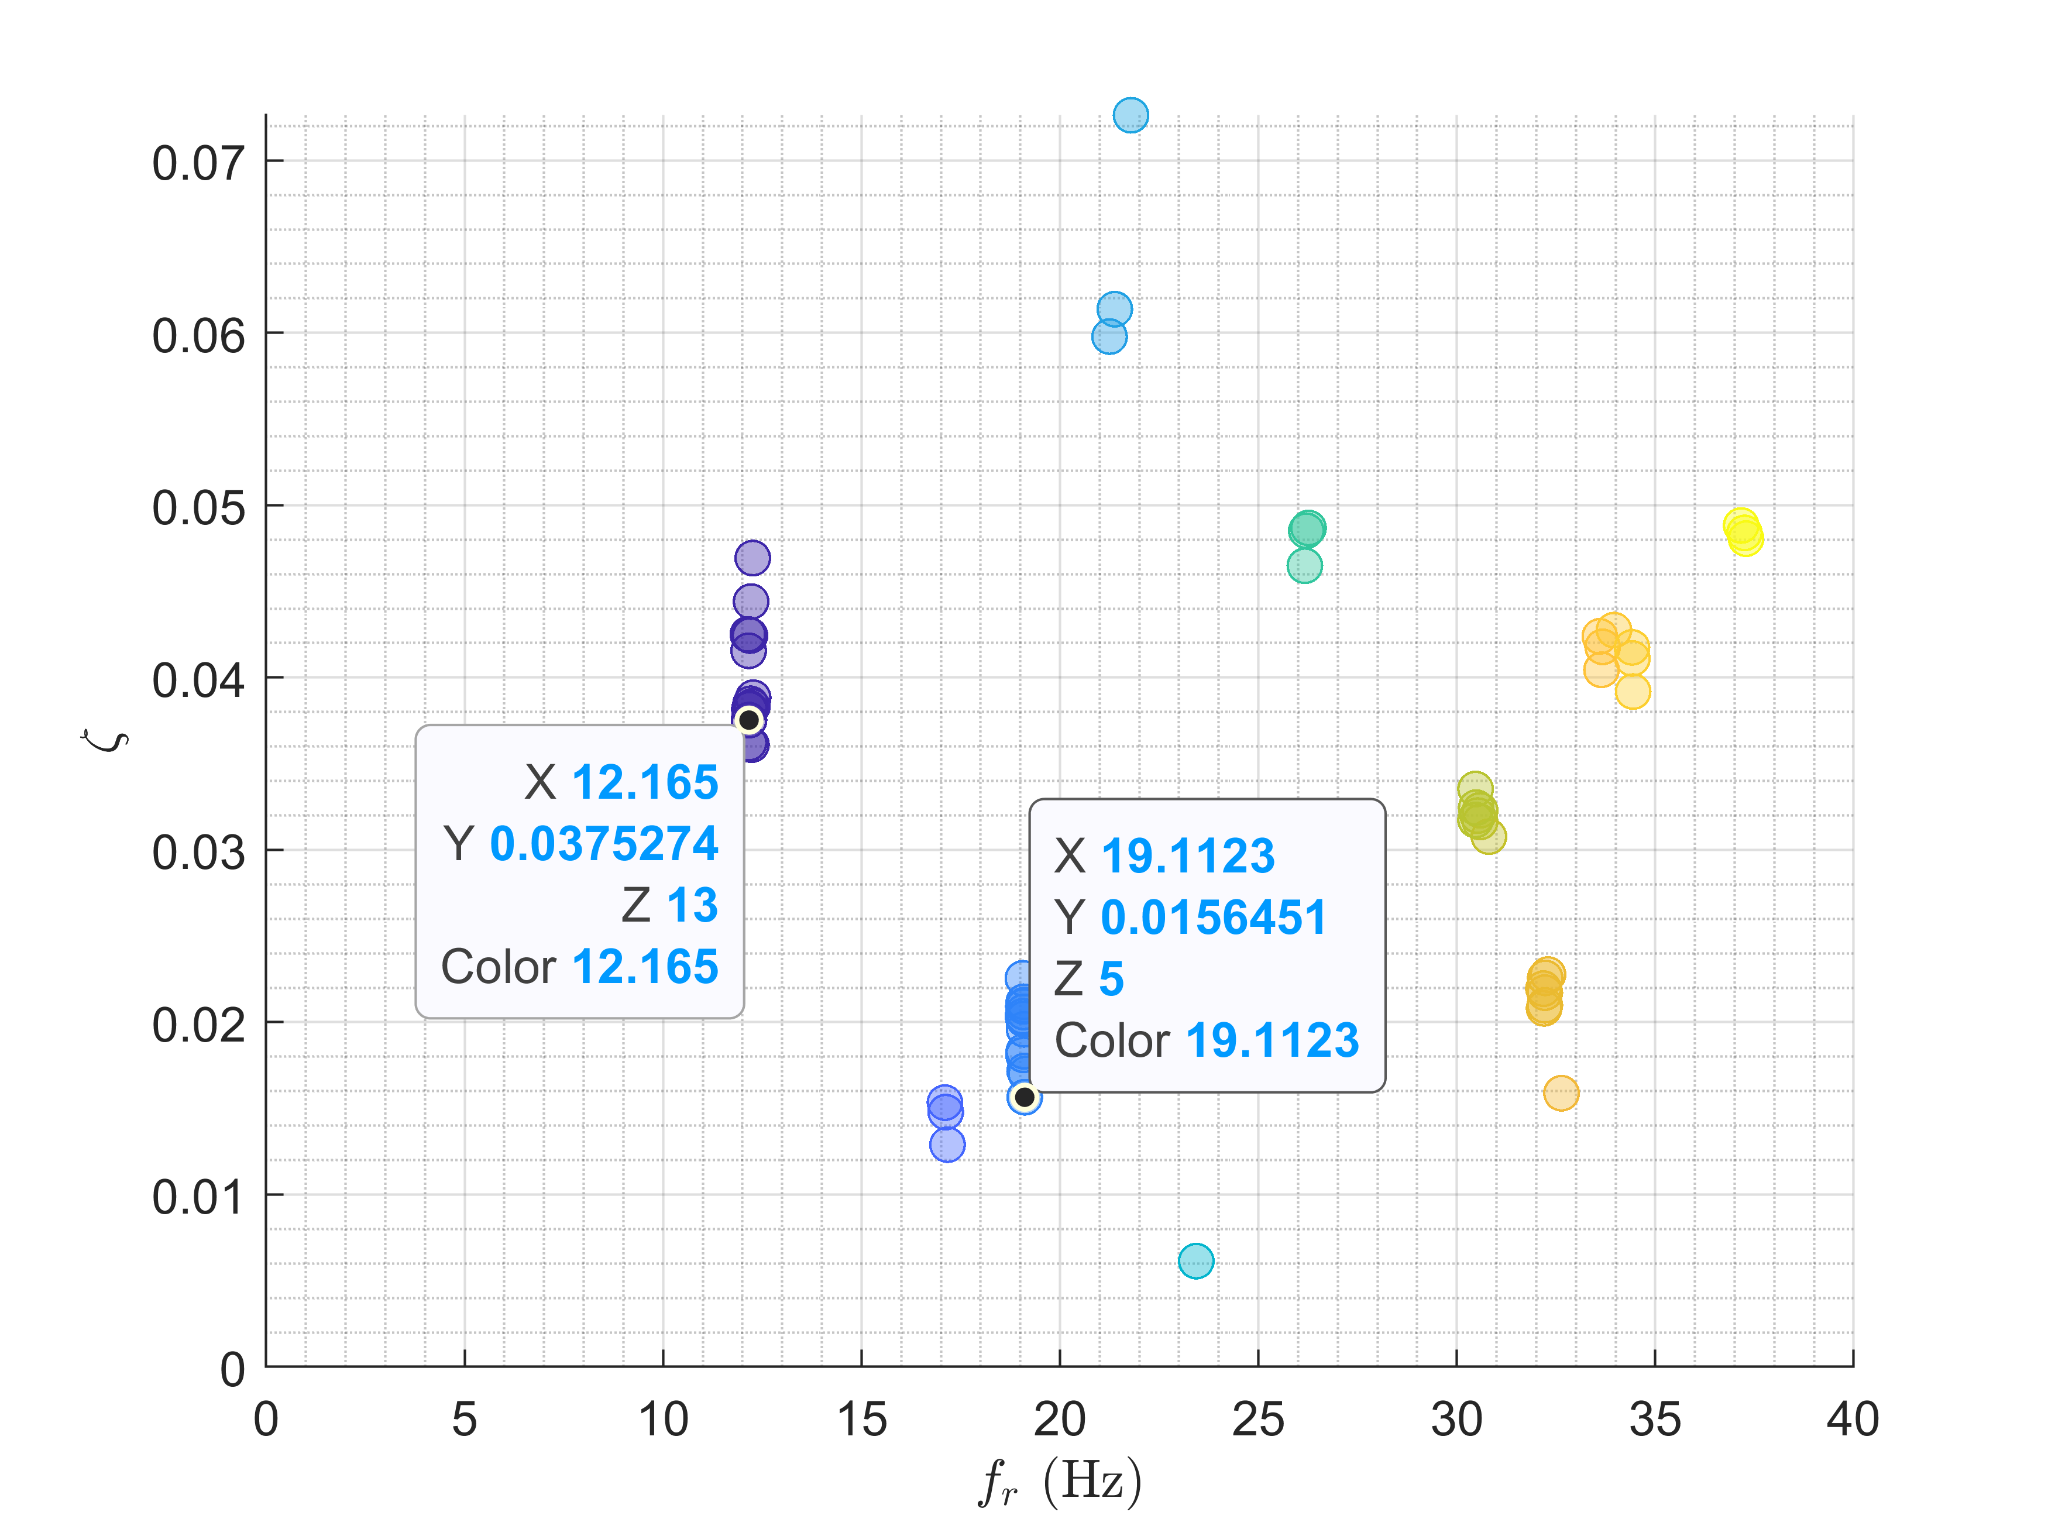 0.07
0.06
0.05
0.04
0.03
0.02
0.01
0
ζ
X 12.165
Y 0.0375274
Z 13
Color 12.165
X 19.1123
Y 0.0156451
Z 5
Color 19.1123
0 5 10 15 20 25 30 35 40
fr (Hz)